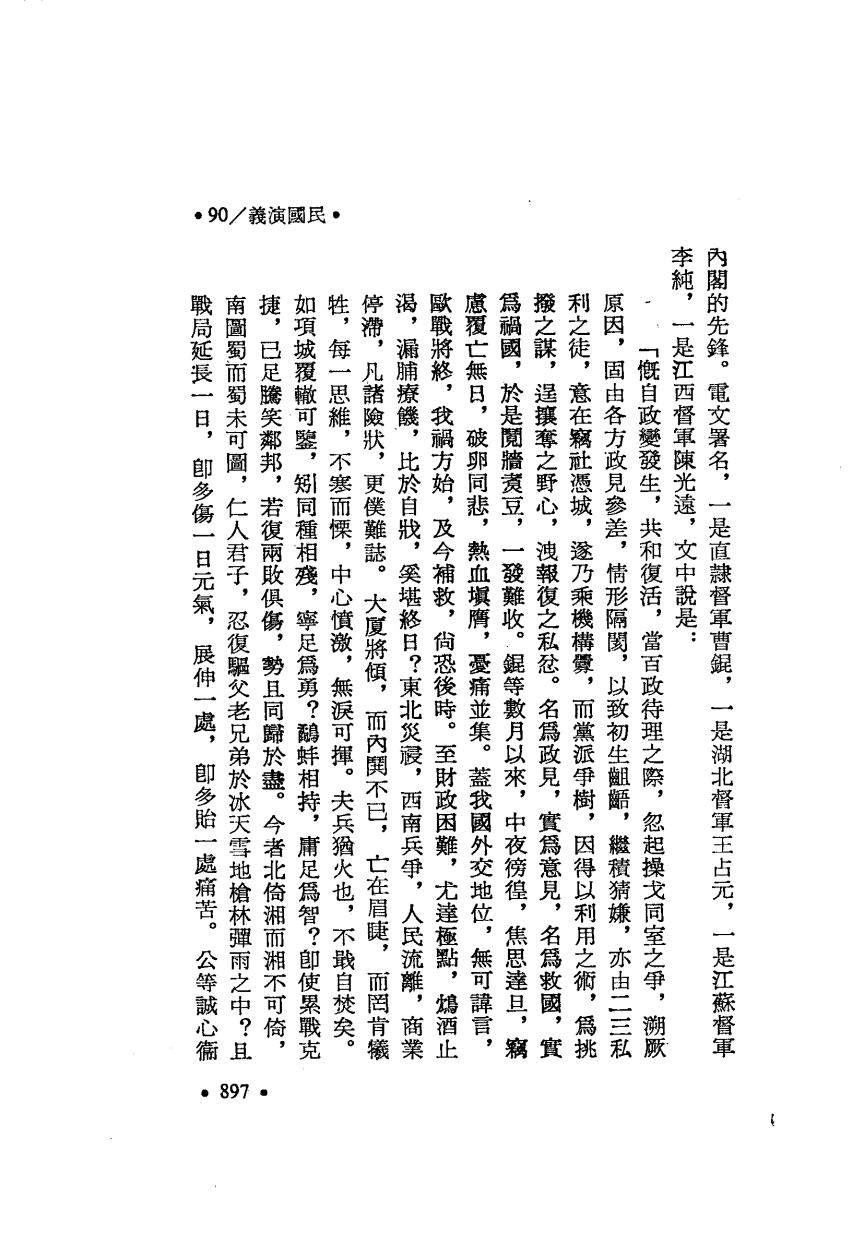 •90／義演國民•
內閣的先鋒。電文署名，一是直隸督軍曹錕，一是湖北督軍王占元，一是江蘇督軍
李純，一是江西督軍陳光遠，文中說是：
「慨自政變發生，共和復活，當百政待理之際，忽起操戈同室之爭，溯厥
原因，固由各方政見參差，情形隔閡，以致初生齟齬，繼積猜嫌，亦由二三私
利之徒，意在竊社憑城，遂乃乘機構釁，而黨派爭樹，因得以利用之術，爲挑
撥之謀，逞攘奪之野心，洩報復之私忿。名爲政見，實爲意見，名爲救國，實
爲禍國，於是鬩牆煑豆，一發難收。錕等數月以來，中夜徬徨，焦思達旦，竊
慮覆亡無日，破卵同悲，熱血塡膺，憂痛並集。蓋我國外交地位，無可諱言，
歐戰將終，我禍方始，及今補救，尙恐後時。至財政困難，尤達極點，鴆酒止
渴，漏脯療饑，比於自戕，奚堪終日？東北災祲，西南兵爭，人民流離，商業
停滯，凡諸險狀，更僕難誌。大厦將傾，而內鬨不已，亡在眉睫，而罔肯犧
牲，每一思維，不寒而慄，中心憤激，無淚可揮。夫兵猶火也，不戢自焚矣。
如項城覆轍可鑒，矧同種相殘，寧足爲勇？鷸蚌相持，庸足爲智？卽使累戰克
捷，已足騰笑鄰邦，若復兩敗俱傷，勢且同歸於盡。今者北倚湘而湘不可倚，
南圖蜀而蜀未可圖，仁人君子，忍復驅父老兄弟於冰天雪地槍林彈雨之中？且
戰局延長一日，卽多傷一日元氣，展伸一處，卽多貽一處痛苦。公等誠心衞
•897•